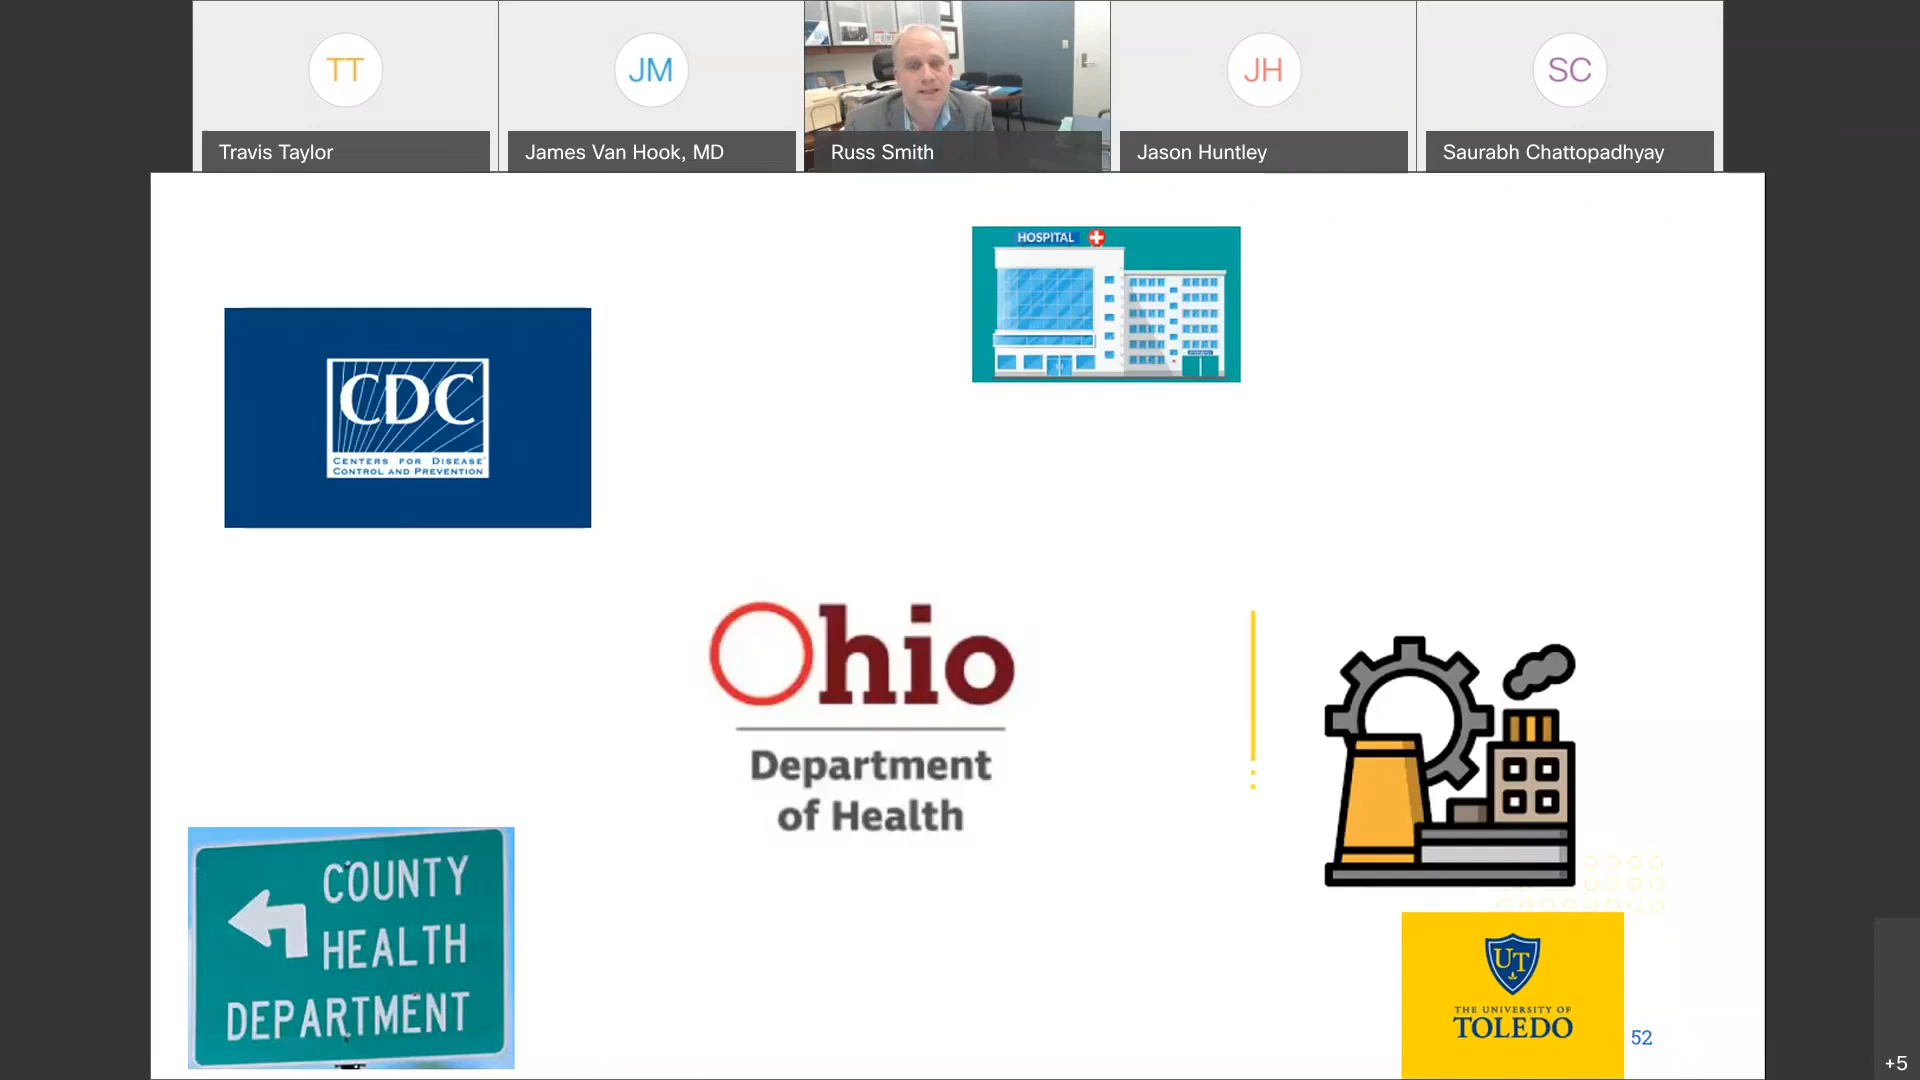 TT
JM
JH
SC
Travis Taylor
James Van Hook, MD
Russ Smith
Jason Huntley
Saurabh Chattopadhyay
HOSPITAL
CDC
CENTERS FOR DISEASE
CONTROL AND PREVENTION
Ohio
Department
of Health
COUNTY
HEALTH
DEPARTMENT
UT
THE UNIVERSITY OF
TOLEDO
52
+5